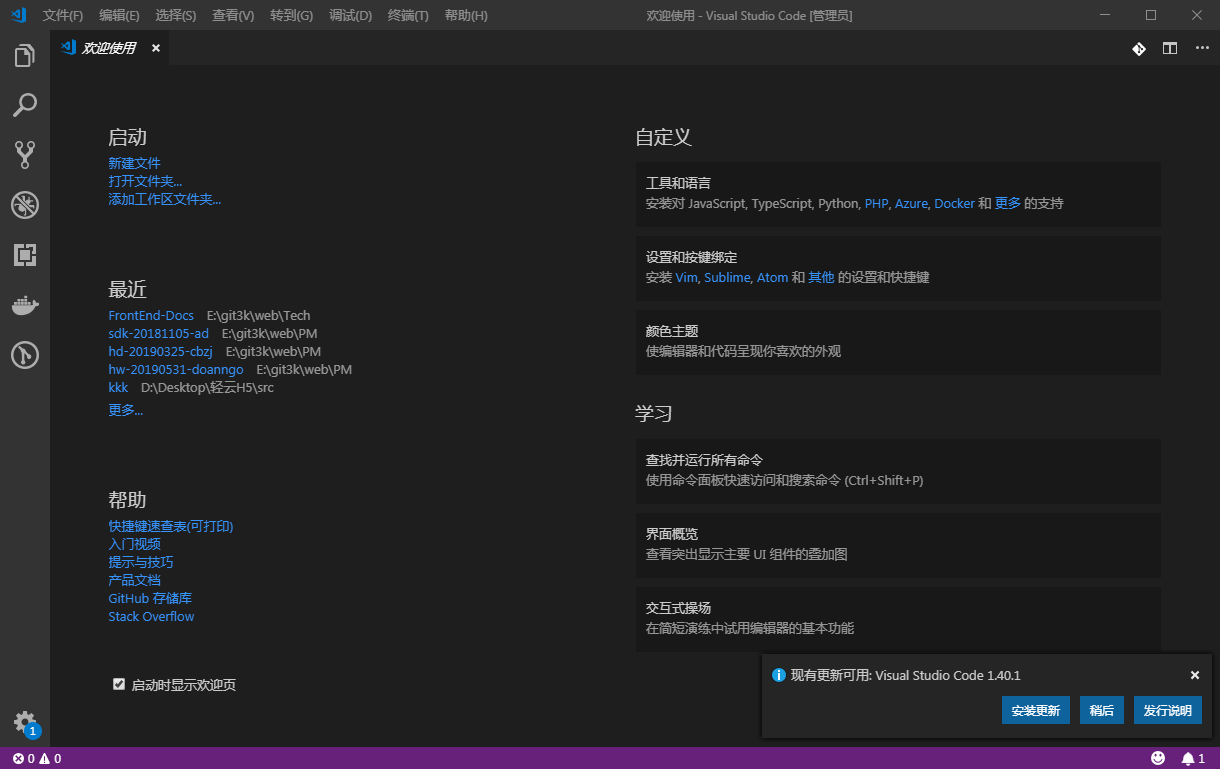 文件(F) 编辑(E) 选择(S) 查看(V) 转到(G) 调试(D) 终端(T) 帮助(H) 欢迎使用 - Visual Studio Code [管理员]
欢迎使用
启动
新建文件
打开文件夹...
添加工作区文件夹...
最近
FrontEnd-Docs E:\git3k\web\Tech
sdk-20181105-ad E:\git3k\web\PM
hd-20190325-cbzj E:\git3k\web\PM
hw-20190531-doanngo E:\git3k\web\PM
kkk D:\Desktop\轻云H5\src
更多...
帮助
快捷键速查表(可打印)
入门视频
提示与技巧
产品文档
GitHub 存储库
Stack Overflow
启动时显示欢迎页
自定义
工具和语言
安装对 JavaScript, TypeScript, Python, PHP, Azure, Docker 和 更多 的支持
设置和按键绑定
安装 Vim, Sublime, Atom 和 其他 的设置和快捷键
颜色主题
使编辑器和代码呈现你喜欢的外观
学习
查找并运行所有命令
使用命令面板快速访问和搜索命令 (Ctrl+Shift+P)
界面概览
查看突出显示主要 UI 组件的叠加图
交互式操场
在简短演练中试用编辑器的基本功能
现有更新可用: Visual Studio Code 1.40.1
安装更新 稍后 发行说明
1
0 0 1